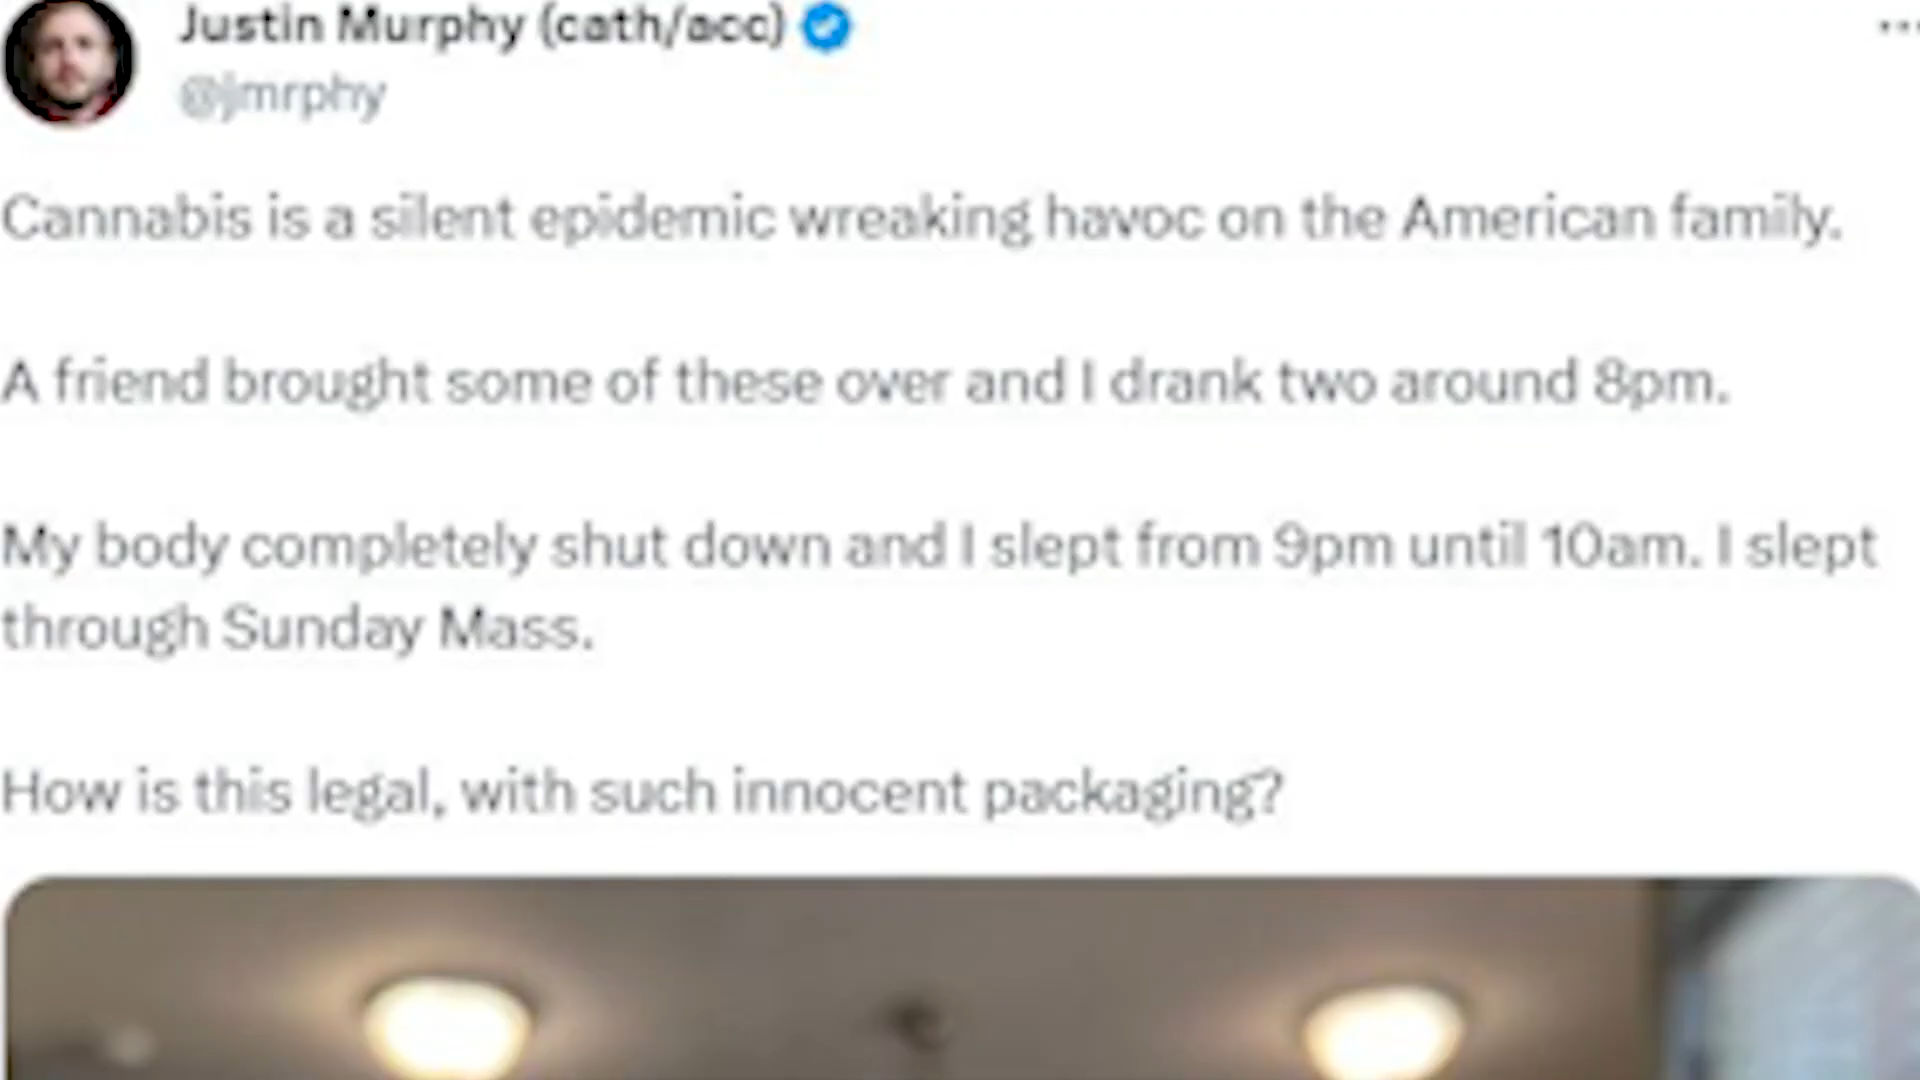 Justin Murphy (cath/acc)
@jmrphy
Cannabis is a silent epidemic wreaking havoc on the American family.
A friend brought some of these over and I drank two around 8pm.
My body completely shut down and I slept from 9pm until 10am. I slept
through Sunday Mass.
How is this legal, with such innocent packaging?